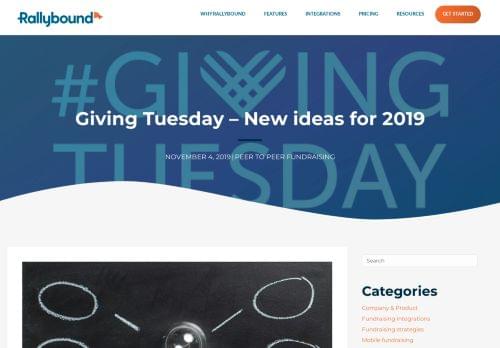 Rallybound
WHY RALLYBOUND
FEATURES
INTEGRATIONS
PRICING
RESOURCES
GET STARTED
#GIVING
TUESDAY
Giving Tuesday – New ideas for 2019
NOVEMBER 4, 2019 | PEER TO PEER FUNDRAISING
Search
Categories
Company & Product
Fundraising integrations
Fundraising strategies
Mobile fundraising